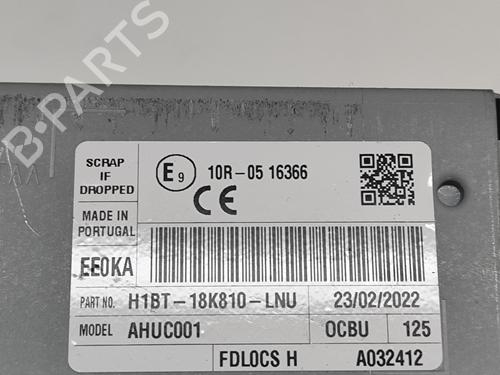 B-PARTS
SCRAP
IF
DROPPED
E9 10R-05 16366
CE
MADE IN
PORTUGAL
EE0KA
PART NO. H1BT-18K810-LNU 23/02/2022
MODEL AHUC001 OCBU 125
FDLOCS H A032412